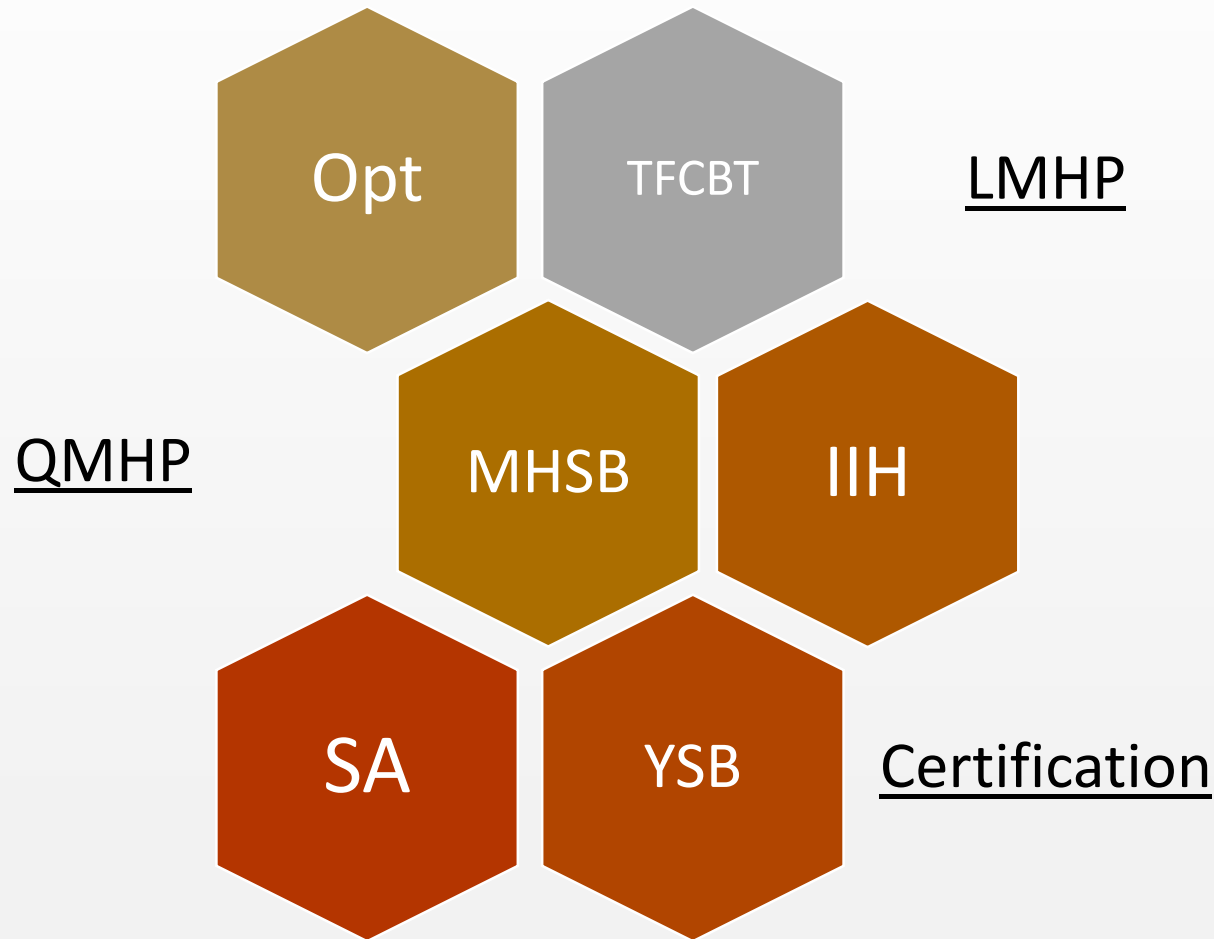 Opt
TFCBT
LMHP
QMHP
MHSB
IIH
SA
YSB
Certification